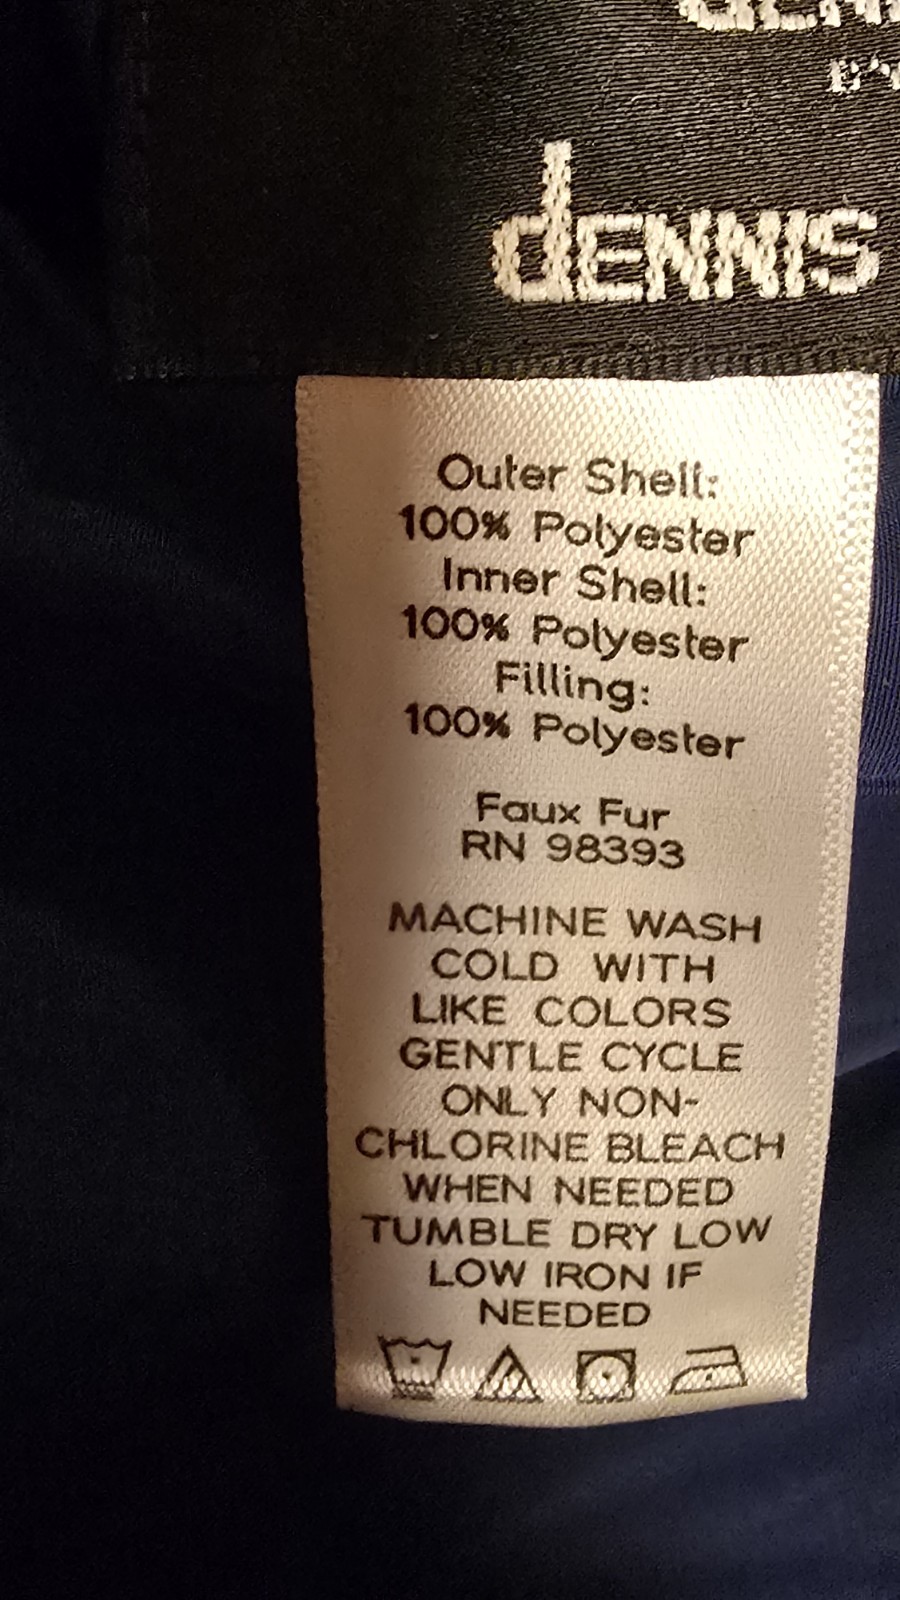 dENNIS
Outer Shell:
100% Polyester
Inner Shell:
100% Polyester
Filling:
100% Polyester
Faux Fur
RN 98393
MACHINE WASH
COLD WITH
LIKE COLORS
GENTLE CYCLE
ONLY NON-
CHLORINE BLEACH
WHEN NEEDED
TUMBLE DRY LOW
LOW IRON IF
NEEDED